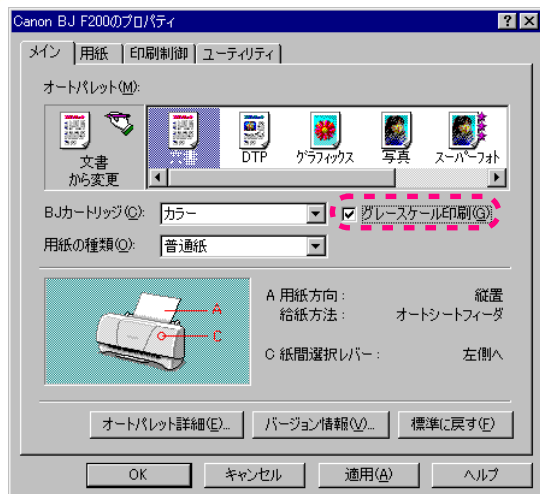 Canon BJ F200のプロパティ
メイン 用紙 印刷制御 ユーティリティ
オートパレット(M):
文書
から変更
文書 DTP グラフィックス 写真 スーパーフォト
BJカートリッジ(C): カラー グレースケール印刷(G)
用紙の種類(O): 普通紙
A 用紙方向: 縦置
給紙方法: オートシートフィーダ
C 紙間選択レバー: 左側へ
A
C
オートパレット詳細(E)... バージョン情報(V)... 標準に戻す(F)
OK キャンセル 適用(A) ヘルプ